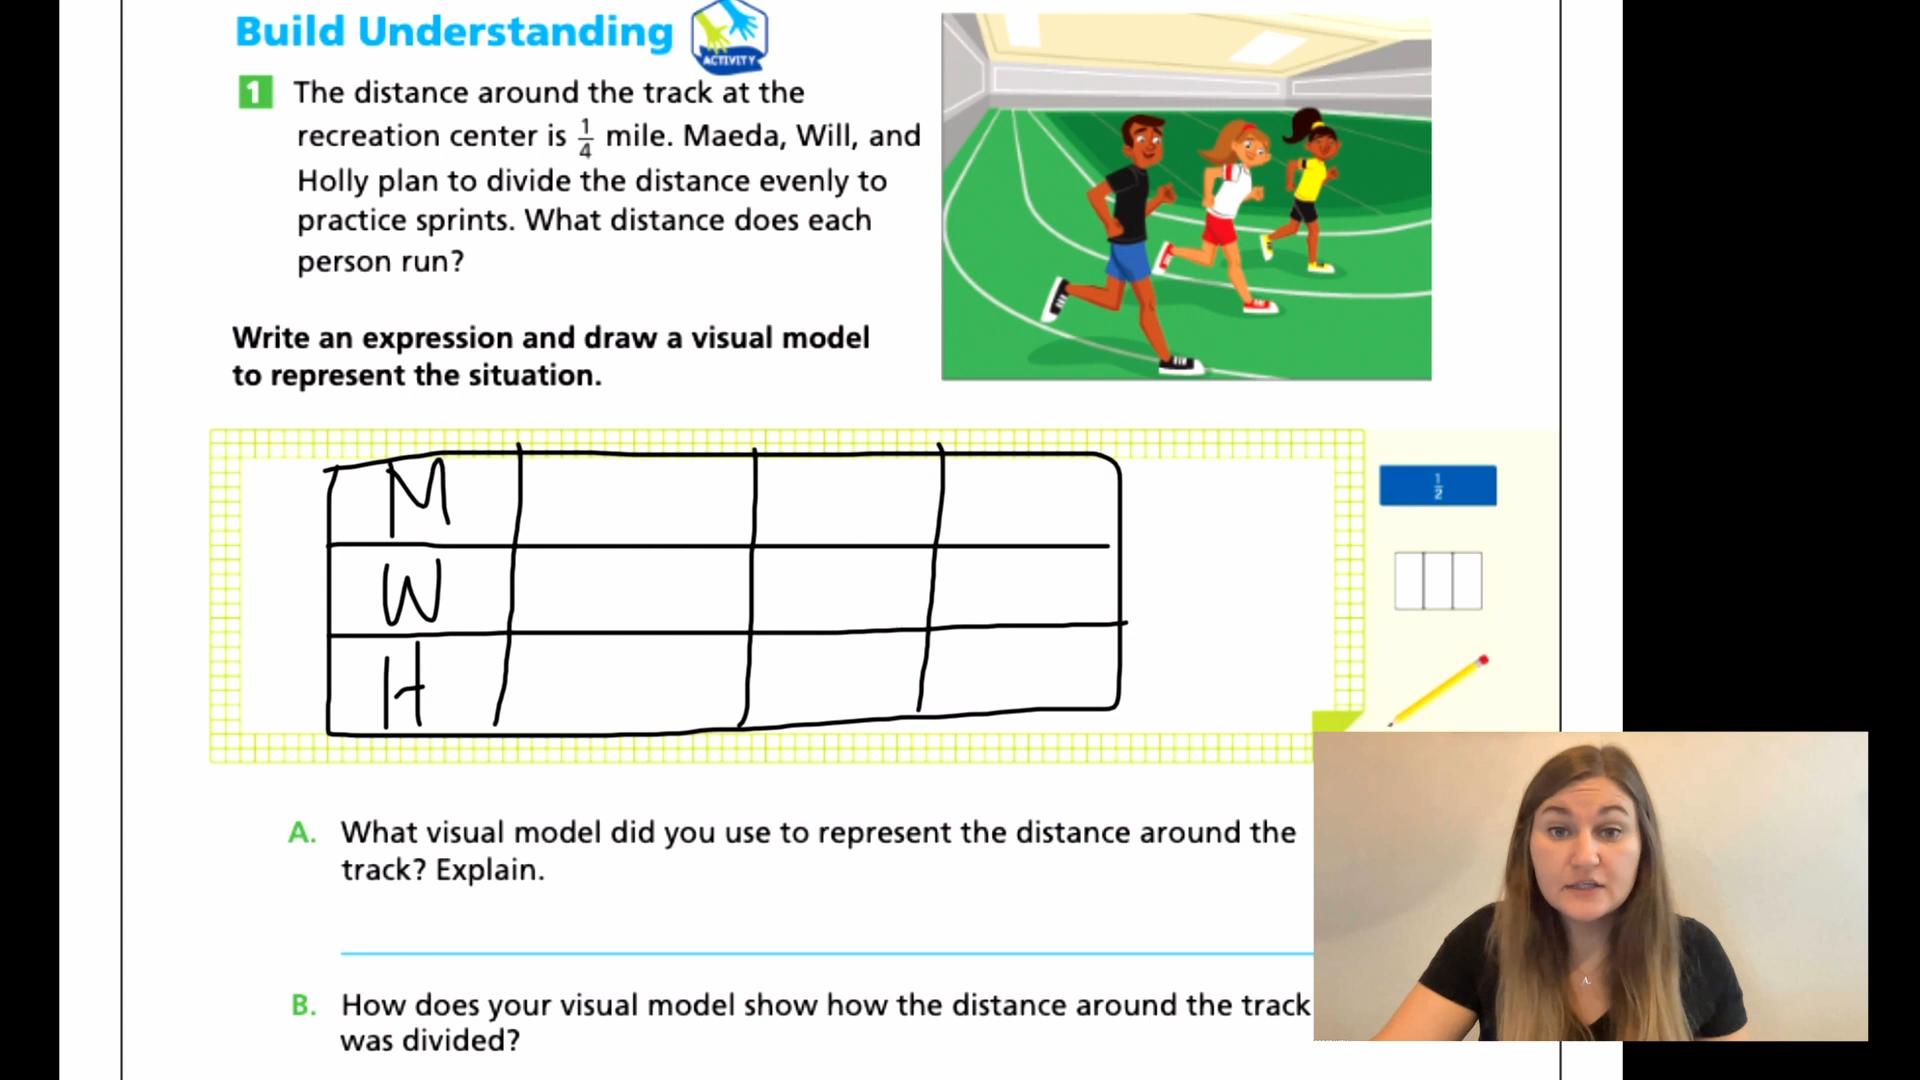 Build Understanding
ACTIVITY
1 The distance around the track at the
recreation center is 1/4 mile. Maeda, Will, and
Holly plan to divide the distance evenly to
practice sprints. What distance does each
person run?
Write an expression and draw a visual model
to represent the situation.
M
W
H
1/2
A. What visual model did you use to represent the distance around the
track? Explain.
B. How does your visual model show how the distance around the track
was divided?